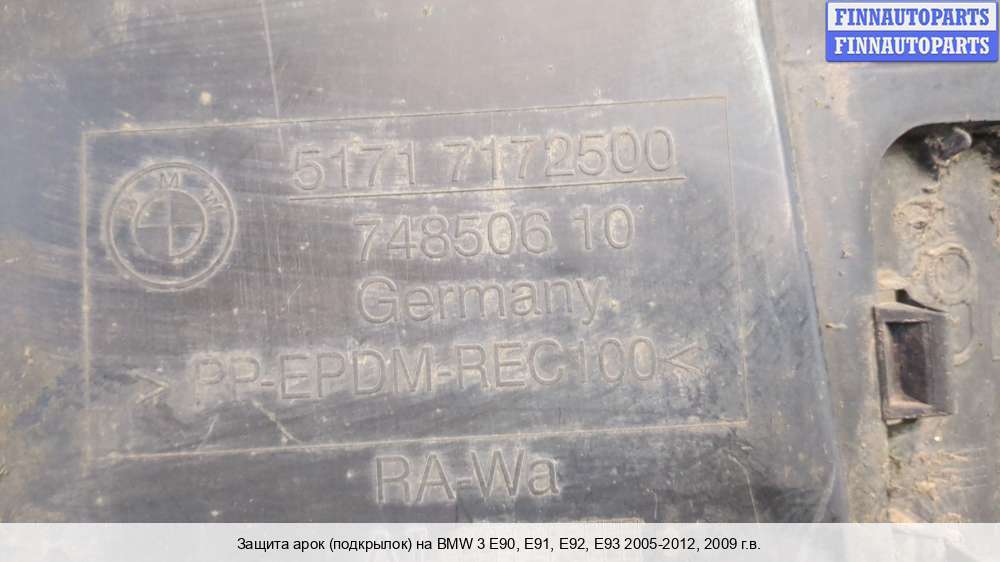 FINNAUTOPARTS
FINNAUTOPARTS
BMW
5171 7172500
748506 10
Germany
> PP-EPDM-REC100<
RA-Wa
Защита арок (подкрылок) на BMW 3 E90, E91, E92, E93 2005-2012, 2009 г.в.